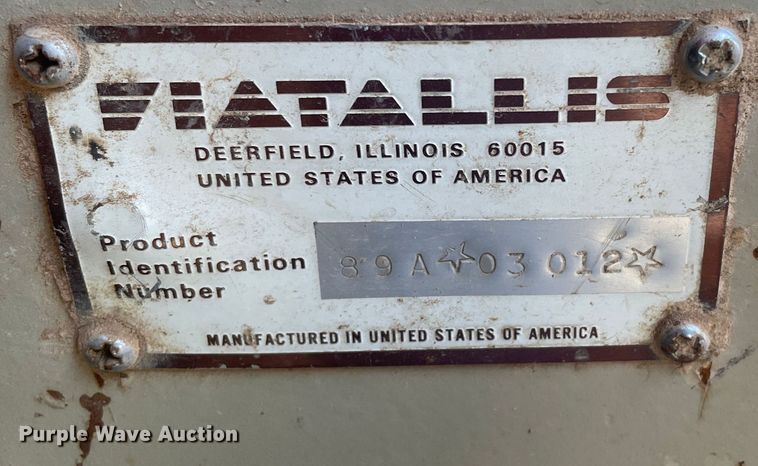 FIATALLIS
DEERFIELD, ILLINOIS 60015
UNITED STATES OF AMERICA
Product
Identification
Number
89A☆03012☆
MANUFACTURED IN UNITED STATES OF AMERICA
Purple Wave Auction